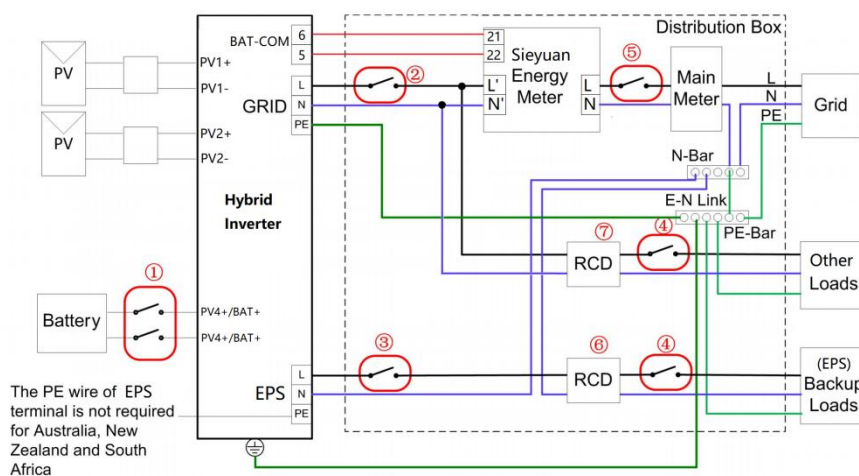 Distribution Box
PV
PV1+
PV1-
PV
PV2+
PV2-
BAT-COM
6
5
GRID
L
N
PE
Hybrid
Inverter
②
21
22
L'
N'
Sieyuan
Energy
Meter
L
N
⑤
Main
Meter
L
N
PE
Grid
N-Bar
E-N Link
PE-Bar
⑦
RCD
④
Other
Loads
①
Battery
PV4+/BAT+
PV4+/BAT+
③
EPS
L
N
PE
⑥
RCD
④
(EPS)
Backup
Loads
The PE wire of EPS
terminal is not required
for Australia, New
Zealand and South
Africa